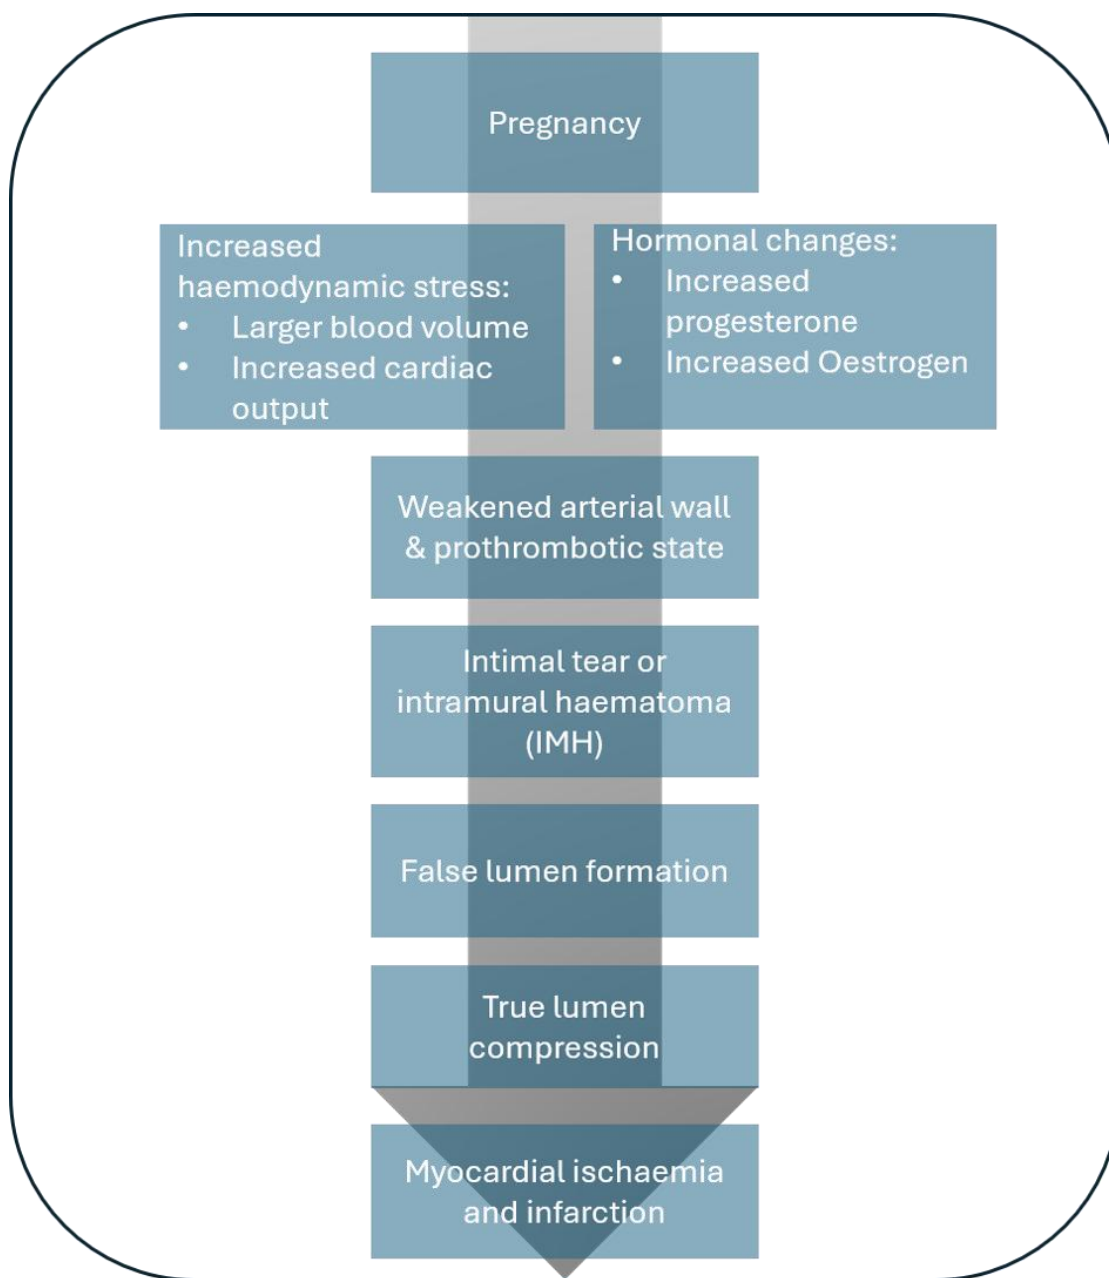 Pregnancy
Increased
haemodynamic stress:
• Larger blood volume
• Increased cardiac
output
Hormonal changes:
• Increased
progesterone
• Increased Oestrogen
Weakened arterial wall
& prothrombotic state
Intimal tear or
intramural haematoma
(IMH)
False lumen formation
True lumen
compression
Myocardial ischaemia
and infarction